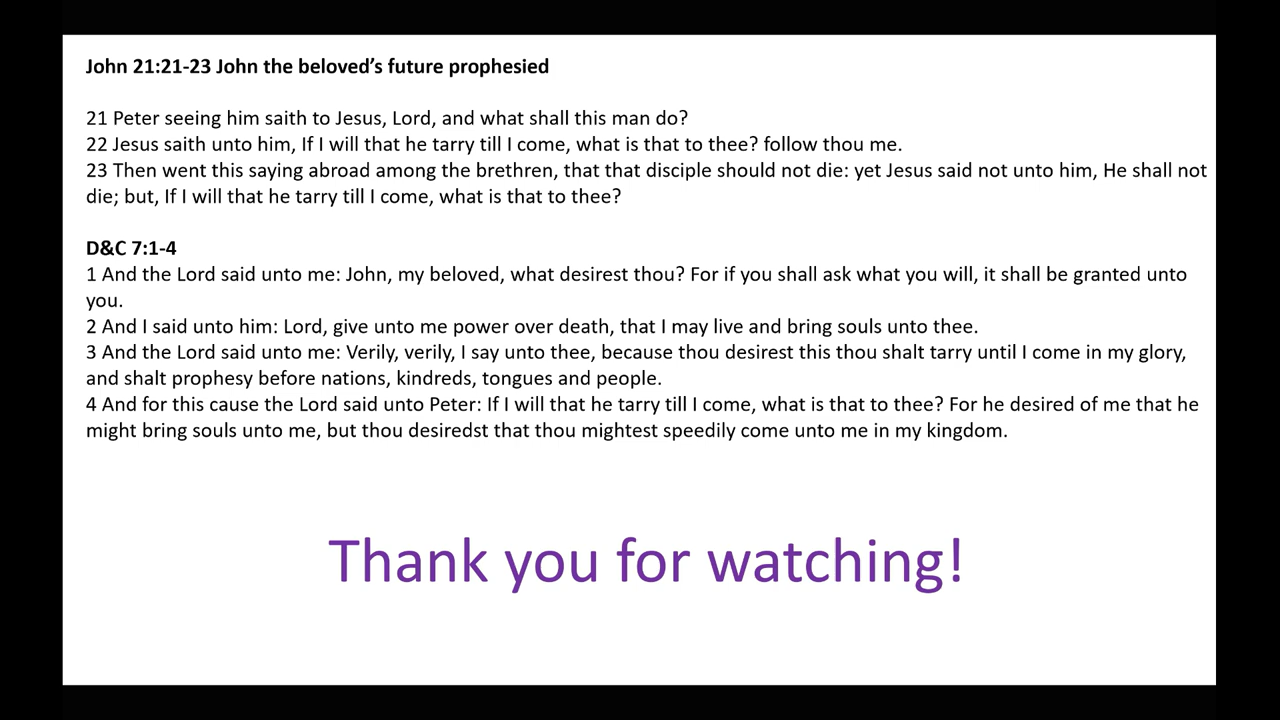 John 21:21-23 John the beloved’s future prophesied
21 Peter seeing him saith to Jesus, Lord, and what shall this man do?
22 Jesus saith unto him, If I will that he tarry till I come, what is that to thee? follow thou me.
23 Then went this saying abroad among the brethren, that that disciple should not die: yet Jesus said not unto him, He shall not
die; but, If I will that he tarry till I come, what is that to thee?
D&C 7:1-4
1 And the Lord said unto me: John, my beloved, what desirest thou? For if you shall ask what you will, it shall be granted unto
you.
2 And I said unto him: Lord, give unto me power over death, that I may live and bring souls unto thee.
3 And the Lord said unto me: Verily, verily, I say unto thee, because thou desirest this thou shalt tarry until I come in my glory,
and shalt prophesy before nations, kindreds, tongues and people.
4 And for this cause the Lord said unto Peter: If I will that he tarry till I come, what is that to thee? For he desired of me that he
might bring souls unto me, but thou desiredst that thou mightest speedily come unto me in my kingdom.
Thank you for watching!